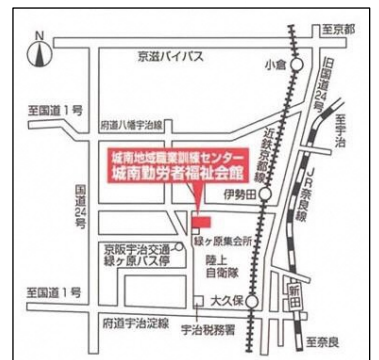 N
至京都
京滋バイパス
小倉
旧国道24号
至国道1号
府道八幡宇治線
至宇治
近鉄京都線
城南地域職業訓練センター
城南勤労者福祉会館
JR奈良線
伊勢田
国道24号
緑ヶ原集会所
京阪宇治交通
緑ヶ原バス停
陸上
自衛隊
至国道1号
大久保
新田
府道宇治淀線
宇治税務署
至奈良